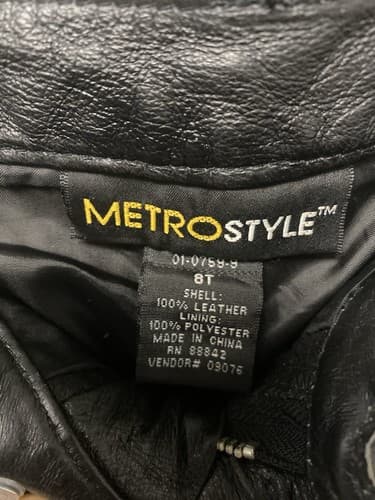 METROSTYLE™
01-0759-9
8T
SHELL:
100% LEATHER
LINING:
100% POLYESTER
MADE IN CHINA
RN 88842
VENDOR# 09076